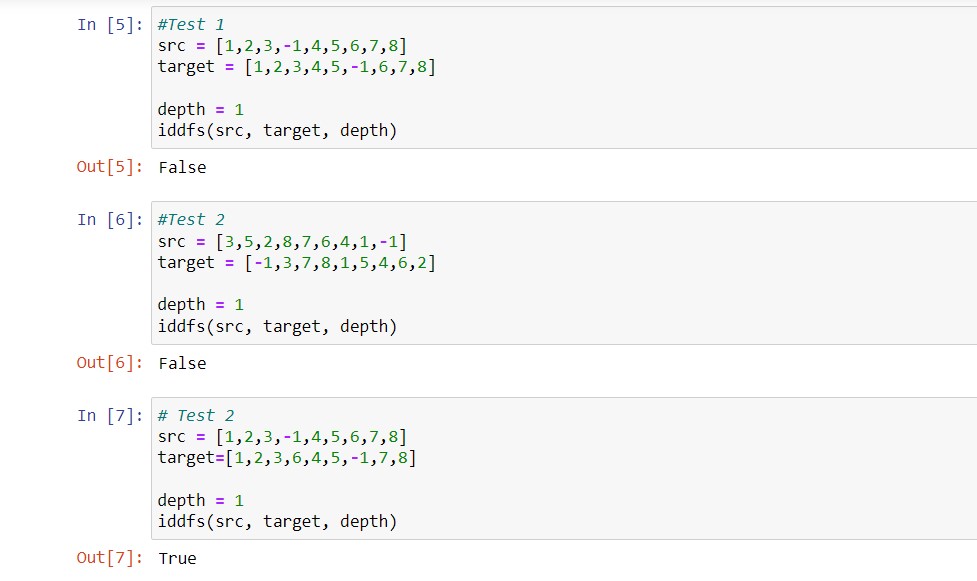 In [5]: #Test 1
src = [1,2,3,-1,4,5,6,7,8]
target = [1,2,3,4,5,-1,6,7,8]
depth = 1
iddfs(src, target, depth)
Out[5]: False
In [6]: #Test 2
src = [3,5,2,8,7,6,4,1,-1]
target = [-1,3,7,8,1,5,4,6,2]
depth = 1
iddfs(src, target, depth)
Out[6]: False
In [7]: # Test 2
src = [1,2,3,-1,4,5,6,7,8]
target=[1,2,3,6,4,5,-1,7,8]
depth = 1
iddfs(src, target, depth)
Out[7]: True